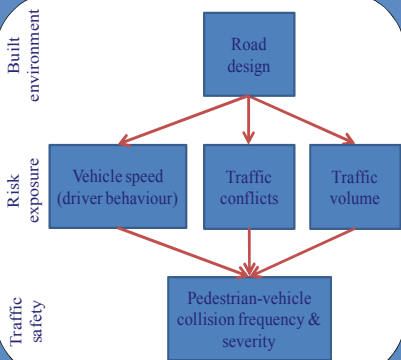 Built
environment
Road
design
Risk
exposure
Vehicle speed
(driver behaviour)
Traffic
conflicts
Traffic
volume
Traffic
safety
Pedestrian-vehicle
collision frequency &
severity